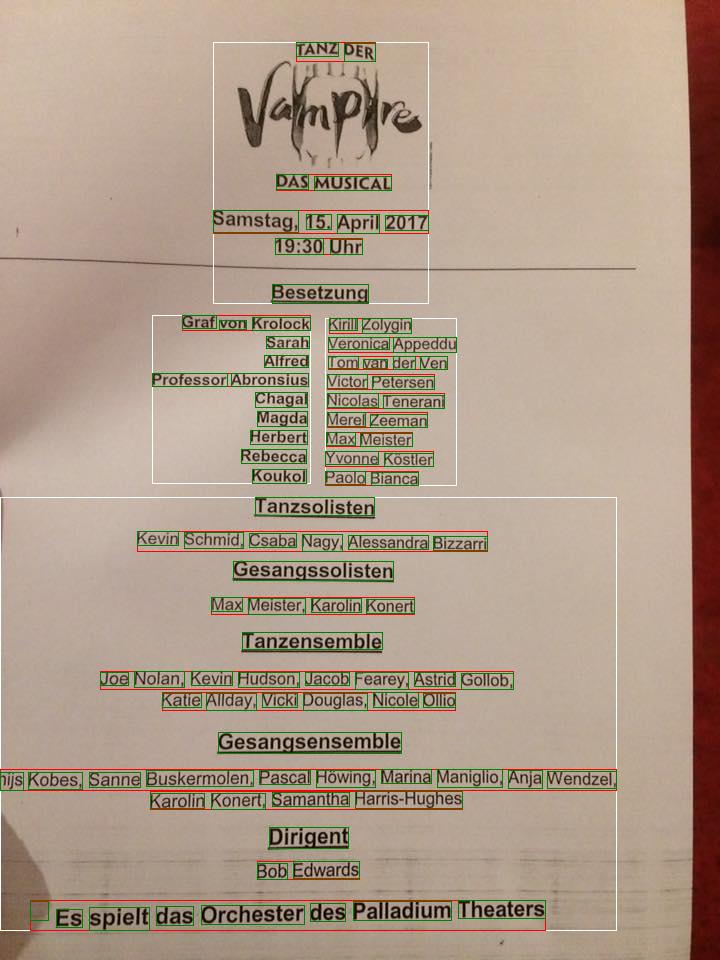 TANZ DER
Vampire
DAS MUSICAL
Samstag, 15. April 2017
19:30 Uhr
Besetzung
Graf von Krolock Kirill Zolygin
Sarah Veronica Appeddu
Alfred Tom van der Ven
Professor Abronsius Victor Petersen
Chagal Nicolas Tenerani
Magda Merel Zeeman
Herbert Max Meister
Rebecca Yvonne Köstler
Koukol Paolo Bianca
Tanzsolisten
Kevin Schmid, Csaba Nagy, Alessandra Bizzarri
Gesangssolisten
Max Meister, Karolin Konert
Tanzensemble
Joe Nolan, Kevin Hudson, Jacob Fearey, Astrid Gollob,
Katie Allday, Vicki Douglas, Nicole Ollio
Gesangsensemble
Kobes, Sanne Buskermolen, Pascal Höwing, Marina Maniglio, Anja Wendzel,
Karolin Konert, Samantha Harris-Hughes
Dirigent
Bob Edwards
Es spielt das Orchester des Palladium Theaters